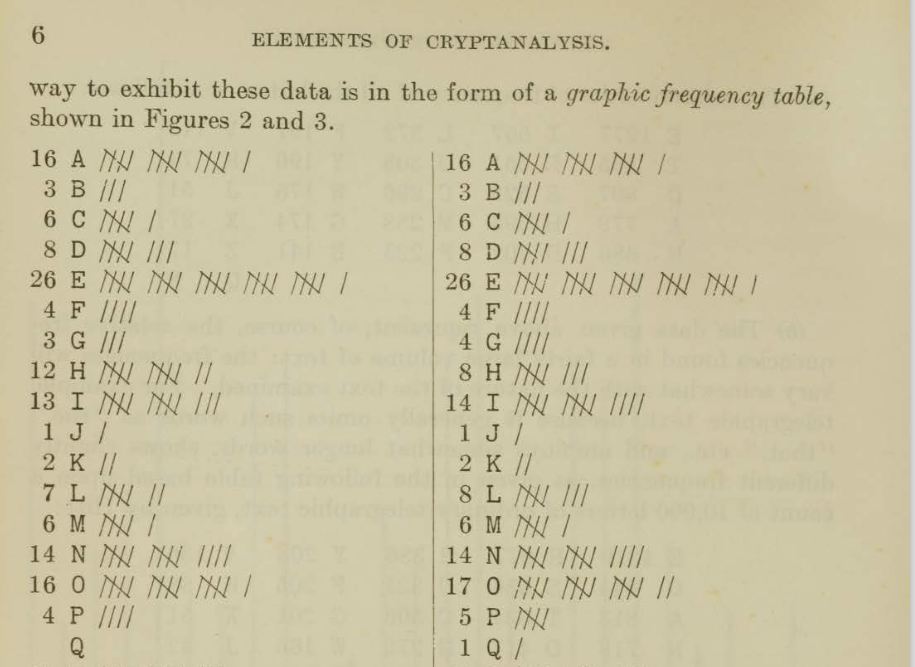 6
ELEMENTS OF CRYPTANALYSIS.
way to exhibit these data is in the form of a graphic frequency table,
shown in Figures 2 and 3.
16 A //// //// //// /
3 B ///
6 C //// /
8 D //// ///
26 E //// //// //// //// //// /
4 F ////
3 G ///
12 H //// //// //
13 I //// //// ///
1 J /
2 K //
7 L //// //
6 M //// /
14 N //// //// ////
16 O //// //// //// /
4 P ////
Q
16 A //// //// //// /
3 B ///
6 C //// /
8 D //// ///
26 E //// //// //// //// //// /
4 F ////
4 G ////
8 H //// ///
14 I //// //// ////
1 J /
2 K //
8 L //// ///
6 M //// /
14 N //// //// ////
17 O //// //// //// //
5 P ////
1 Q /